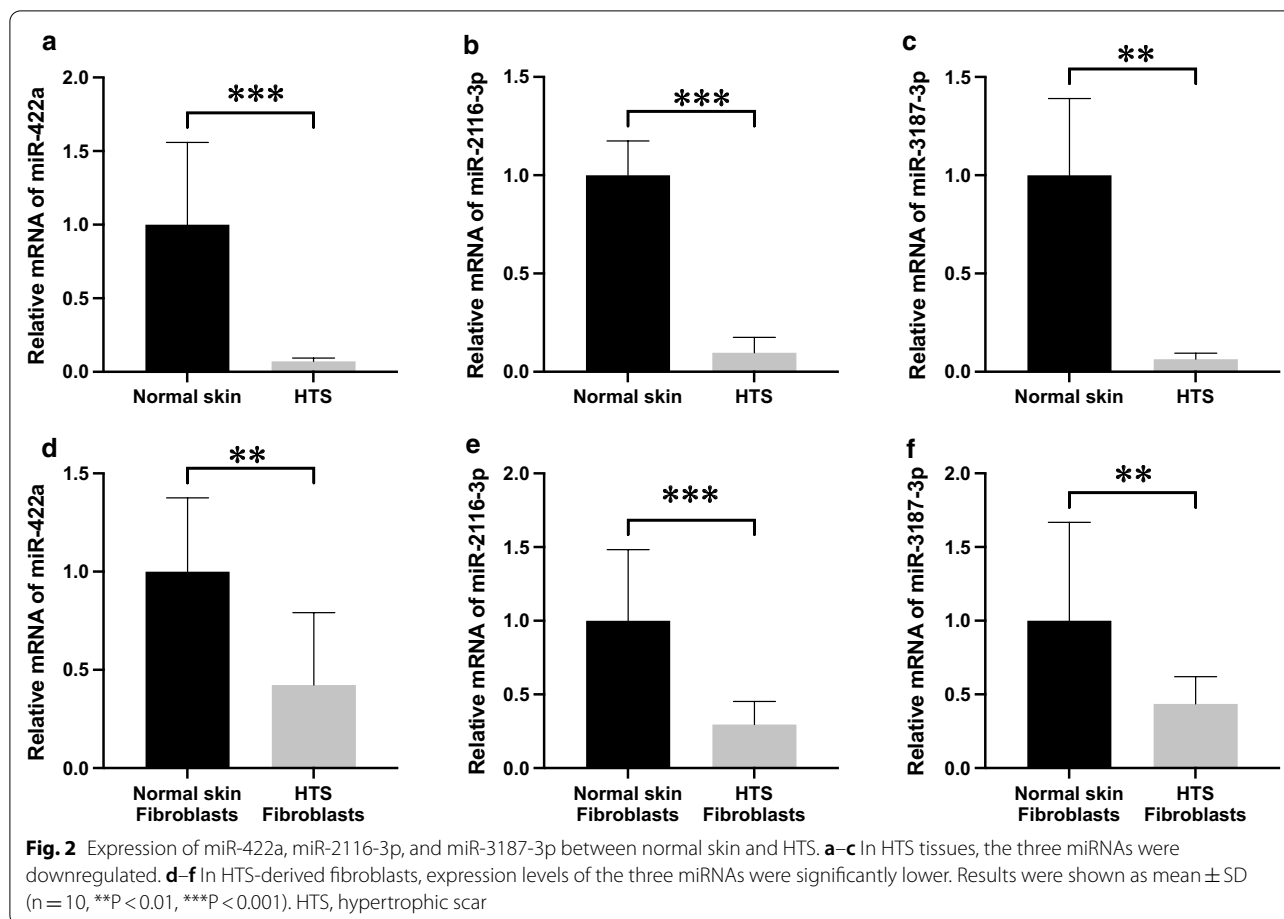 a
Relative mRNA of miR-422a
2.0
1.5
1.0
0.5
0.0
***
Normal skin
HTS
b
Relative mRNA of miR-2116-3p
1.5
1.0
0.5
0.0
***
Normal skin
HTS
c
Relative mRNA of miR-3187-3p
1.5
1.0
0.5
0.0
**
Normal skin
HTS
d
Relative mRNA of miR-422a
1.5
1.0
0.5
0.0
**
Normal skin
Fibroblasts
HTS
Fibroblasts
e
Relative mRNA of miR-2116-3p
2.0
1.5
1.0
0.5
0.0
***
Normal skin
Fibroblasts
HTS
Fibroblasts
f
Relative mRNA of miR-3187-3p
2.0
1.5
1.0
0.5
0.0
**
Normal skin
Fibroblasts
HTS
Fibroblasts
Fig. 2 Expression of miR-422a, miR-2116-3p, and miR-3187-3p between normal skin and HTS. a–c In HTS tissues, the three miRNAs were
downregulated. d–f In HTS-derived fibroblasts, expression levels of the three miRNAs were significantly lower. Results were shown as mean ± SD
(n = 10, **P < 0.01, ***P < 0.001). HTS, hypertrophic scar